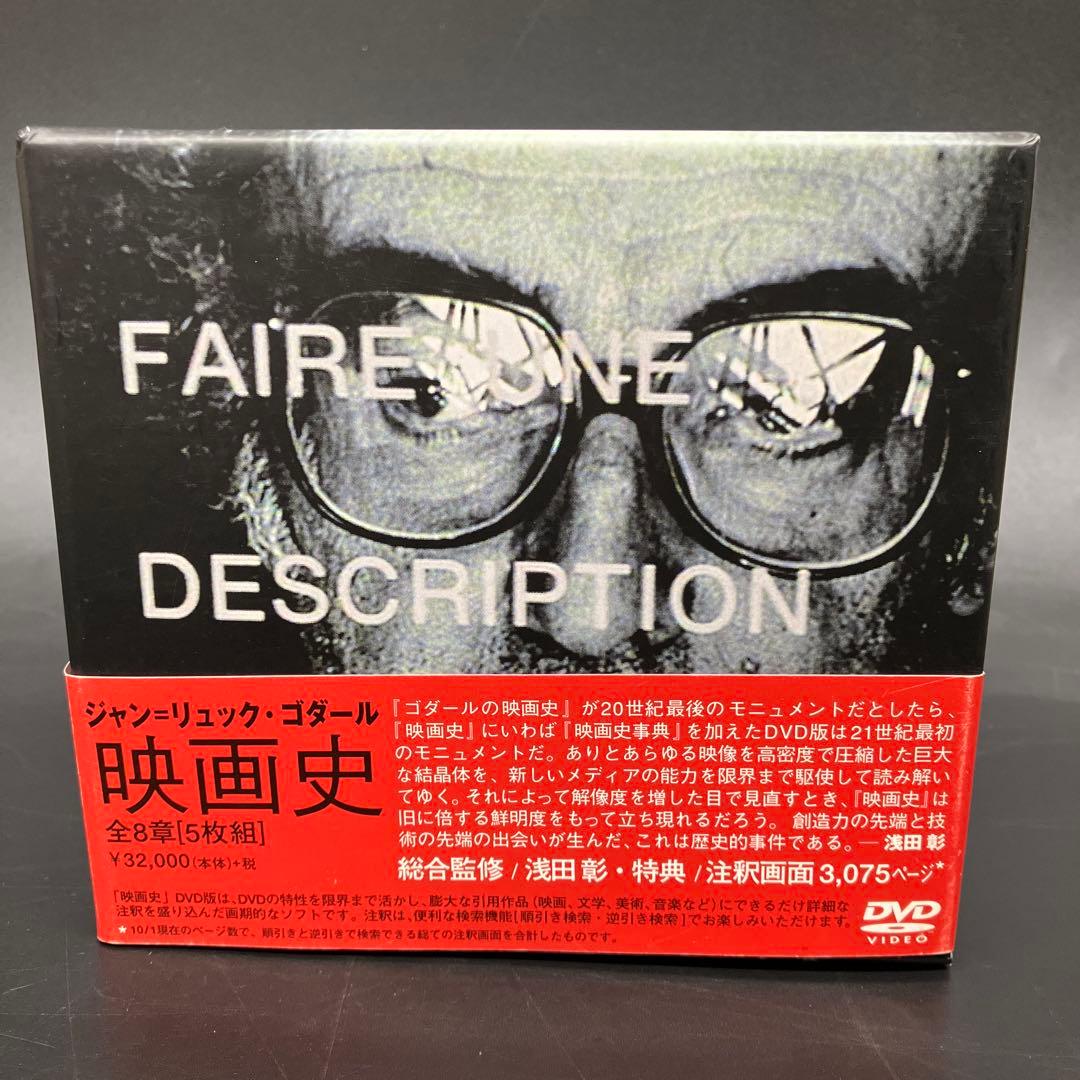 FAIRE UNE
DESCRIPTION
ジャン=リュック・ゴダール
映画史
全8章[5枚組]
¥32,000(本体)+税
『ゴダールの映画史』が20世紀最後のモニュメントだとしたら、
『映画史』にいわば『映画史事典』を加えたDVD版は21世紀最初
のモニュメントだ。ありとあらゆる映像を高密度で圧縮した巨大
な結晶体を、新しいメディアの能力を限界まで駆使して読み解い
てゆく。それによって解像度を増した目で見直すとき、『映画史』は
旧に倍する鮮明度をもって立ち現れるだろう。創造力の先端と技
術の先端の出会いが生んだ、これは歴史的事件である。─ 浅田 彰
総合監修 / 浅田 彰・特典 / 注釈画面 3,075ページ*
「映画史」DVD版は、DVDの特性を限界まで活かし、膨大な引用作品(映画、文学、美術、音楽など)にできるだけ詳細な
注釈を盛り込んだ画期的なソフトです。注釈は、便利な検索機能[順引き検索・逆引き検索]でお楽しみいただけます。
* 10/1現在のページ数で、順引きと逆引きで検索できる総ての注釈画面を合計したものです。
DVD
VIDEO